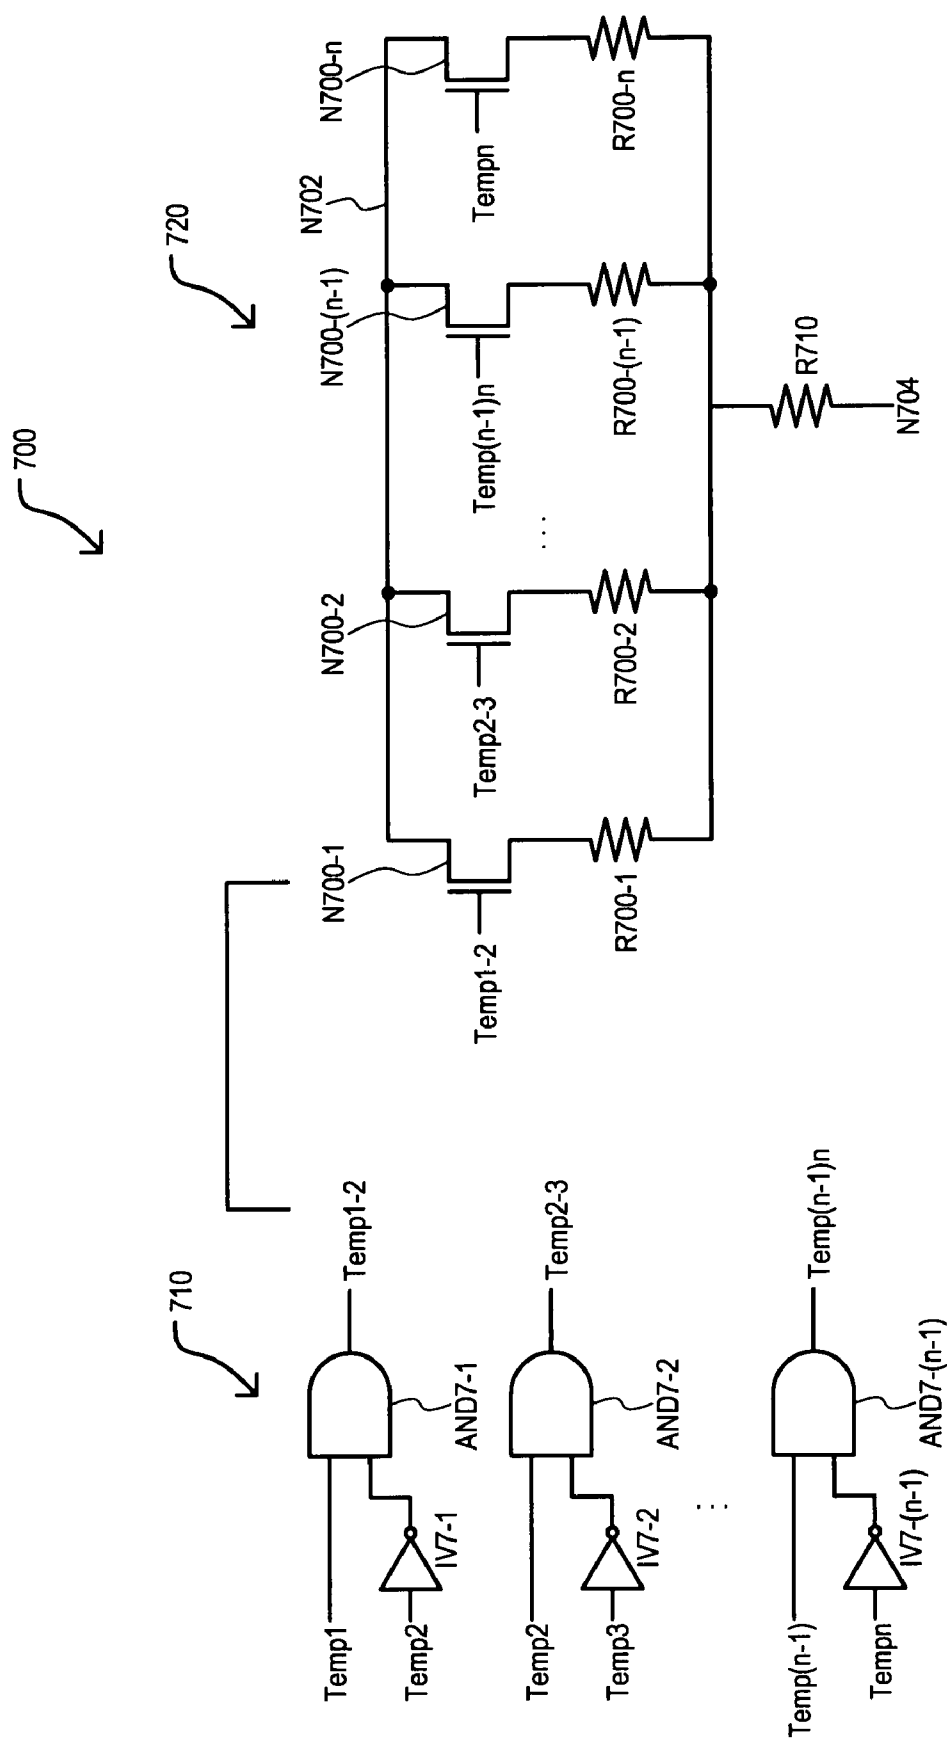 700
710
720
Temp1
Temp2
IV7-1
AND7-1
Temp1-2
Temp2
Temp3
IV7-2
AND7-2
Temp2-3
...
Temp(n-1)
Tempn
IV7-(n-1)
AND7-(n-1)
Temp(n-1)n
N700-1
N700-2
N700-(n-1)
N702
N700-n
Temp1-2
Temp2-3
...
Temp(n-1)n
Tempn
R700-1
R700-2
R700-(n-1)
R700-n
R710
N704